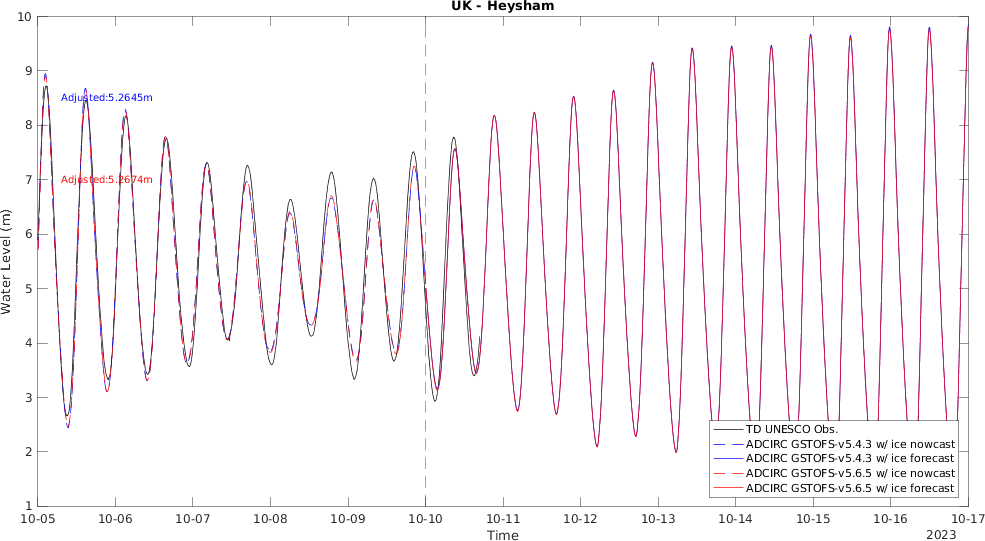 UK - Heysham
10
9
8
7
6
5
4
3
2
1
Water Level (m)
Adjusted:5.2645m
Adjusted:5.2674m
TD UNESCO Obs.
ADCIRC GSTOFS-v5.4.3 w/ ice nowcast
ADCIRC GSTOFS-v5.4.3 w/ ice forecast
ADCIRC GSTOFS-v5.6.5 w/ ice nowcast
ADCIRC GSTOFS-v5.6.5 w/ ice forecast
10-05 10-06 10-07 10-08 10-09 10-10 10-11 10-12 10-13 10-14 10-15 10-16 10-17
Time
2023